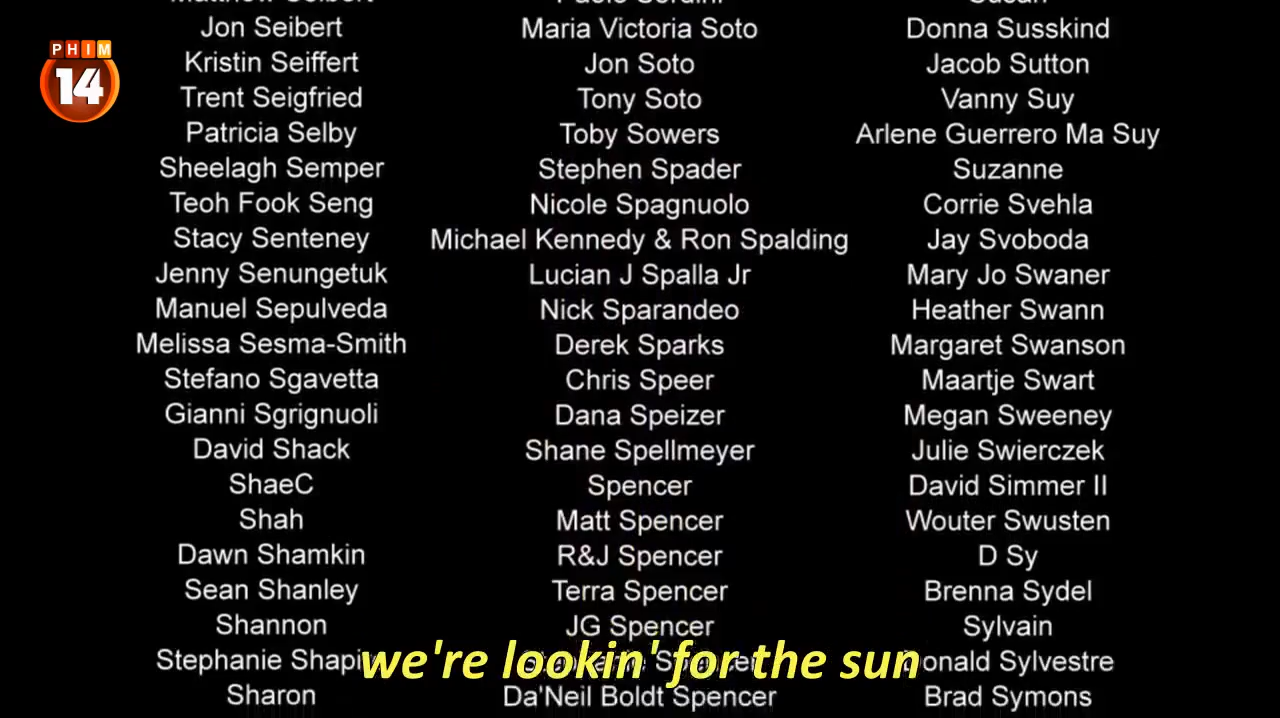 PHIM
14
Jon Seibert
Kristin Seiffert
Trent Seigfried
Patricia Selby
Sheelagh Semper
Teoh Fook Seng
Stacy Senteney
Jenny Senungetuk
Manuel Sepulveda
Melissa Sesma-Smith
Stefano Sgavetta
Gianni Sgrignuoli
David Shack
ShaeC
Shah
Dawn Shamkin
Sean Shanley
Shannon
Stephanie
Sharon
Maria Victoria Soto
Jon Soto
Tony Soto
Toby Sowers
Stephen Spader
Nicole Spagnuolo
Michael Kennedy & Ron Spalding
Lucian J Spalla Jr
Nick Sparandeo
Derek Sparks
Chris Speer
Dana Speizer
Shane Spellmeyer
Spencer
Matt Spencer
R&J Spencer
Terra Spencer
JG Spencer
Spencer
Da'Neil Boldt Spencer
Susan
Donna Susskind
Jacob Sutton
Vanny Suy
Arlene Guerrero Ma Suy
Suzanne
Corrie Svehla
Jay Svoboda
Mary Jo Swaner
Heather Swann
Margaret Swanson
Maartje Swart
Megan Sweeney
Julie Swierczek
David Simmer II
Wouter Swusten
D Sy
Brenna Sydel
Sylvain
Donald Sylvestre
Brad Symons
we're lookin' for the sun